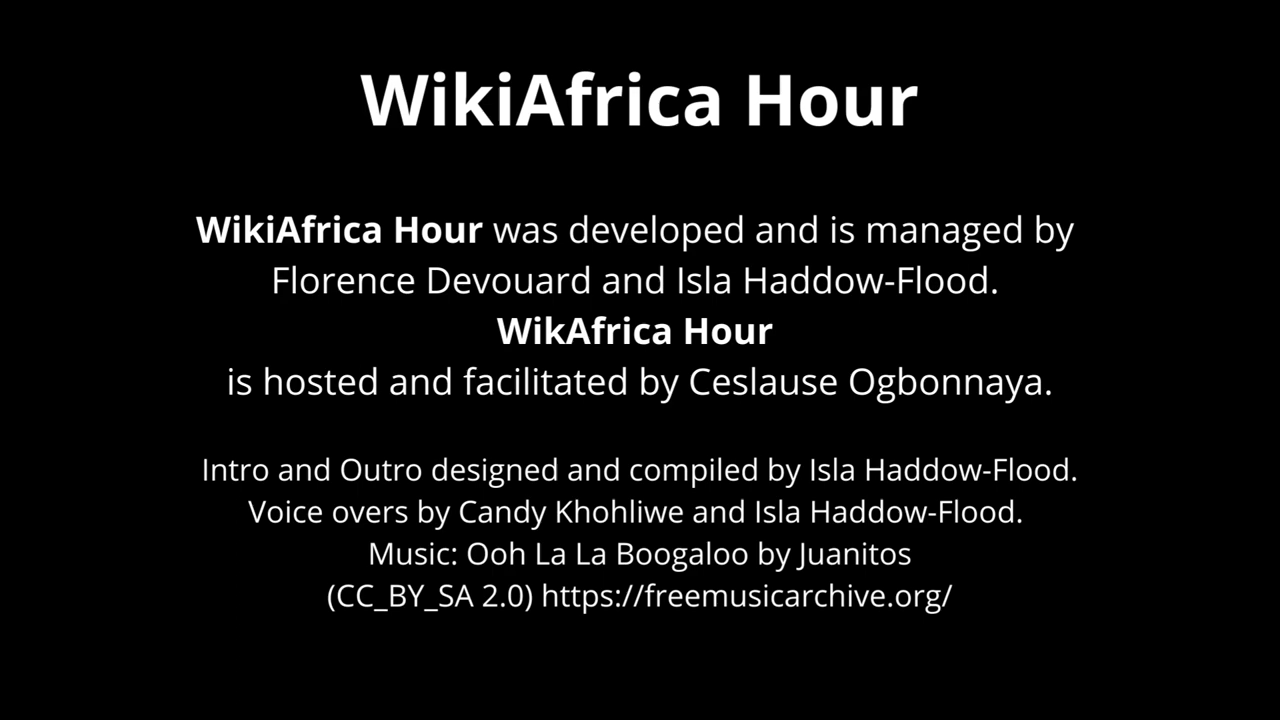 WikiAfrica Hour
WikiAfrica Hour was developed and is managed by
Florence Devouard and Isla Haddow-Flood.
WikAfrica Hour
is hosted and facilitated by Ceslause Ogbonnaya.
Intro and Outro designed and compiled by Isla Haddow-Flood.
Voice overs by Candy Khohliwe and Isla Haddow-Flood.
Music: Ooh La La Boogaloo by Juanitos
(CC_BY_SA 2.0) https://freemusicarchive.org/